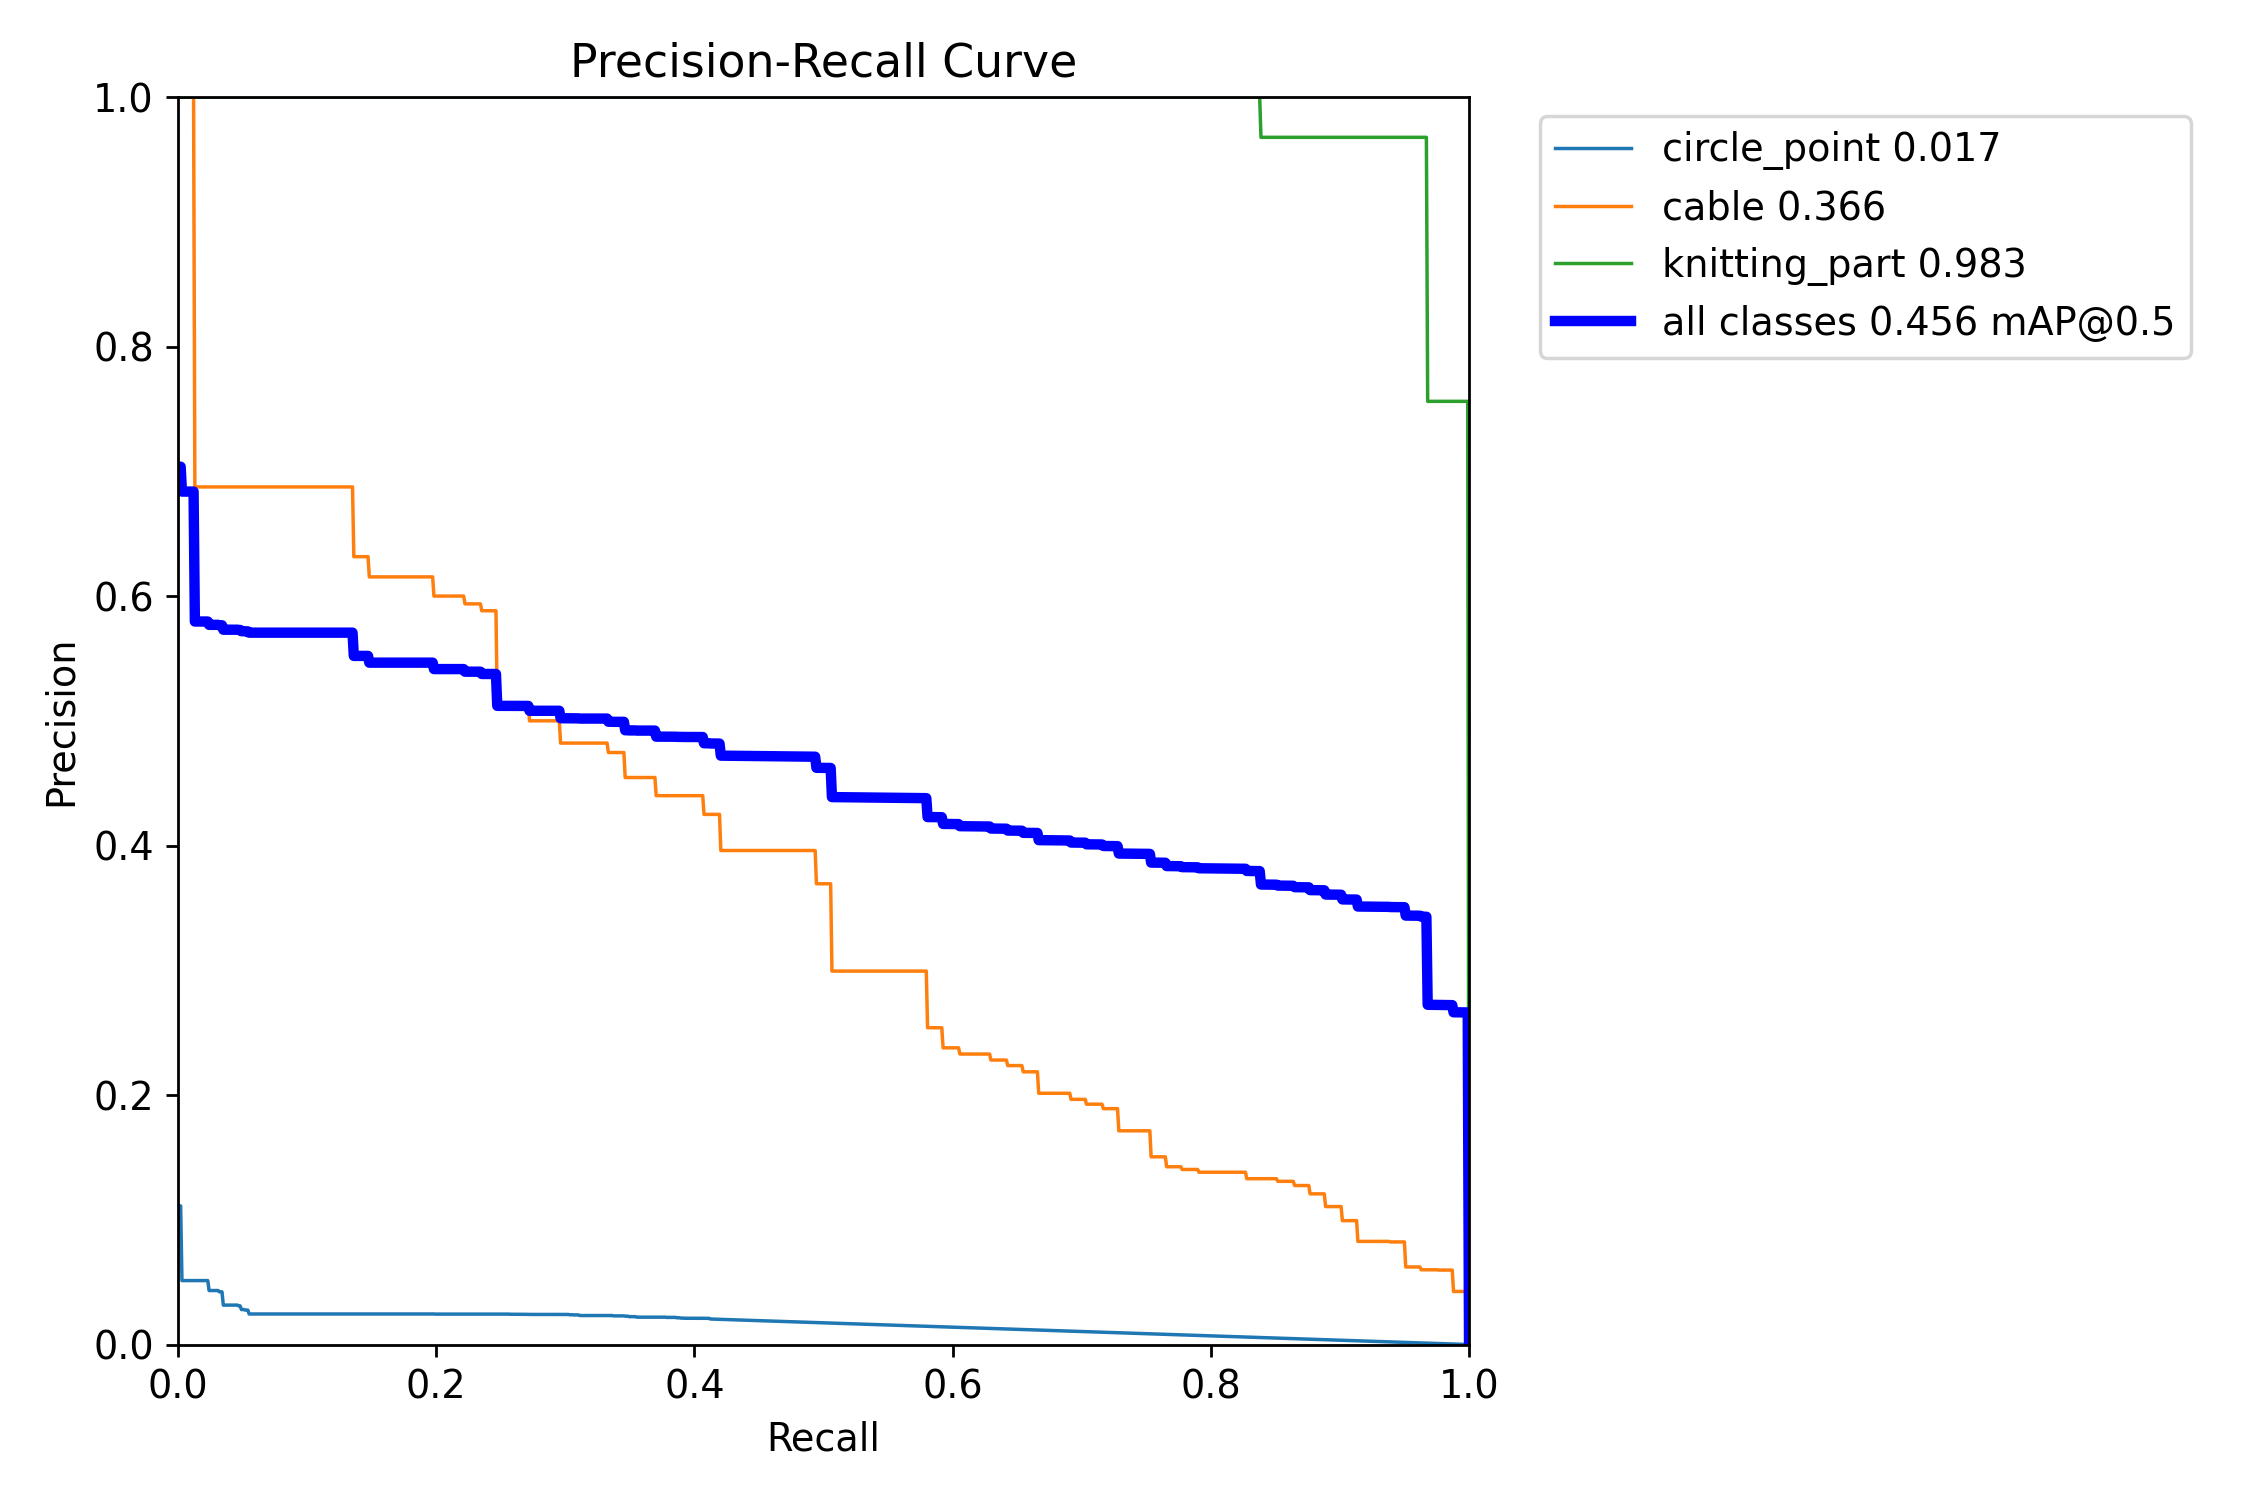 Precision-Recall Curve
1.0
0.8
0.6
0.4
0.2
0.0
Precision
0.0 0.2 0.4 0.6 0.8 1.0
Recall
circle_point 0.017
cable 0.366
knitting_part 0.983
all classes 0.456 mAP@0.5